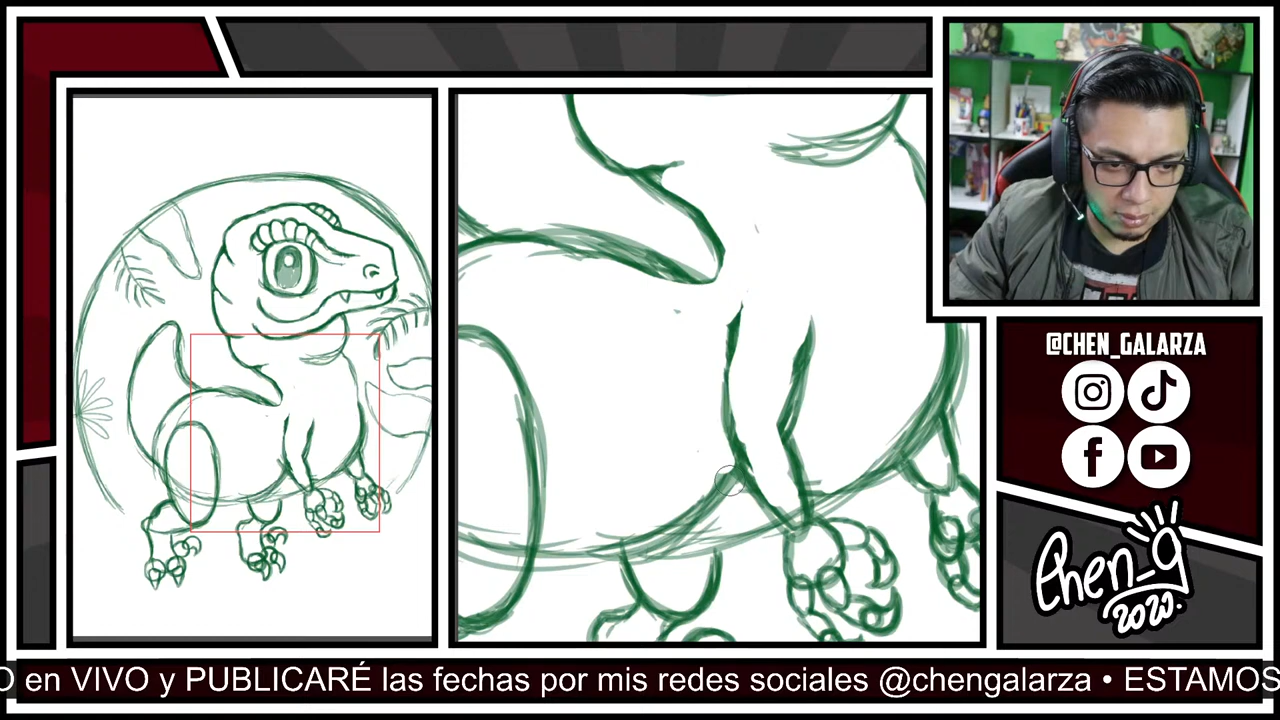 @CHEN_GALARZA
Chen_g
2020.
O en VIVO y PUBLICARÉ las fechas por mis redes sociales @chengalarza • ESTAMOS